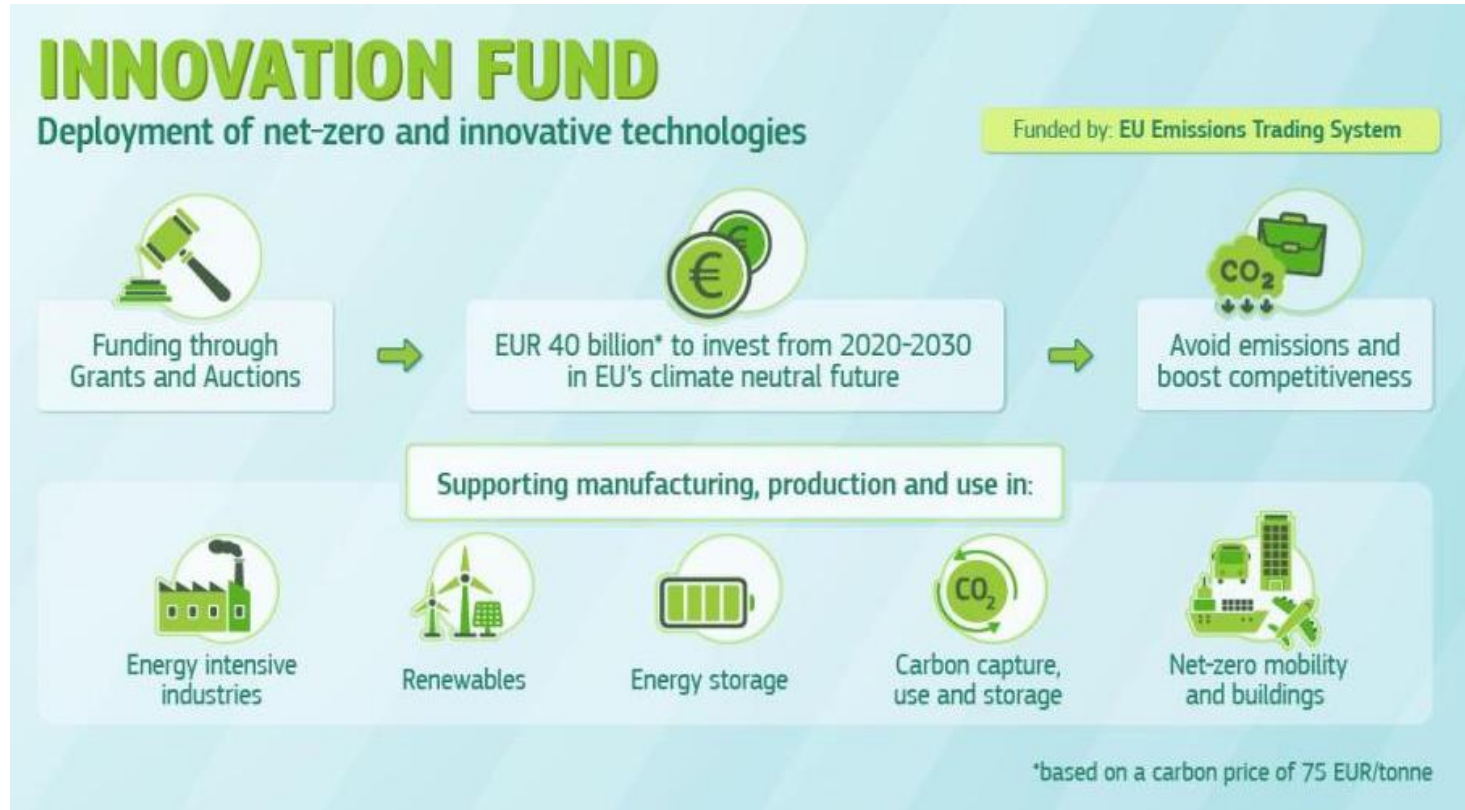 INNOVATION FUND
Deployment of net-zero and innovative technologies
Funded by: EU Emissions Trading System
Funding through
Grants and Auctions
EUR 40 billion* to invest from 2020-2030
in EU's climate neutral future
CO₂
Avoid emissions and
boost competitiveness
Supporting manufacturing, production and use in:
Energy intensive
industries
Renewables
Energy storage
CO₂
Carbon capture,
use and storage
Net-zero mobility
and buildings
*based on a carbon price of 75 EUR/tonne